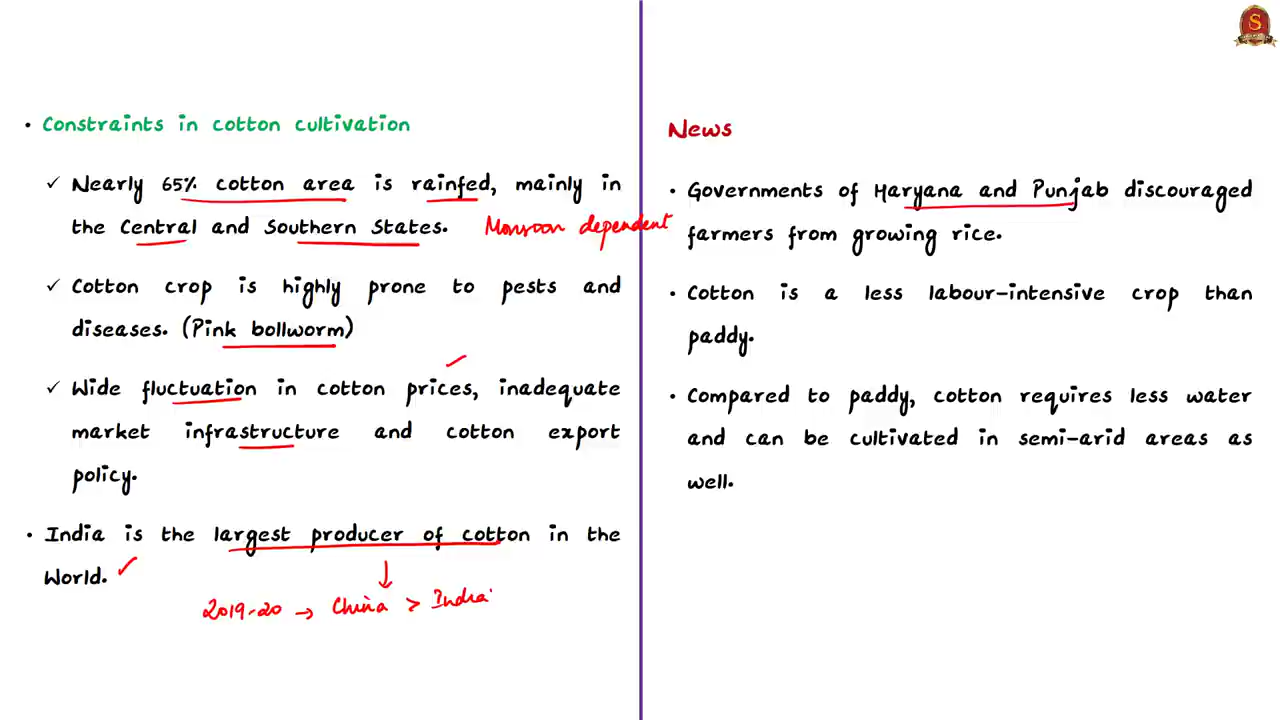 • Constraints in cotton cultivation
✓ Nearly 65% cotton area is rainfed, mainly in
the Central and Southern States. Monsoon dependent
✓ Cotton crop is highly prone to pests and
diseases. (Pink bollworm)
✓ Wide fluctuation in cotton prices, inadequate
market infrastructure and cotton export
policy.
• India is the largest producer of cotton in the
World. ✓
2019-20 → China > India
News
• Governments of Haryana and Punjab discouraged
farmers from growing rice.
• Cotton is a less labour-intensive crop than
paddy.
• Compared to paddy, cotton requires less water
and can be cultivated in semi-arid areas as
well.
S